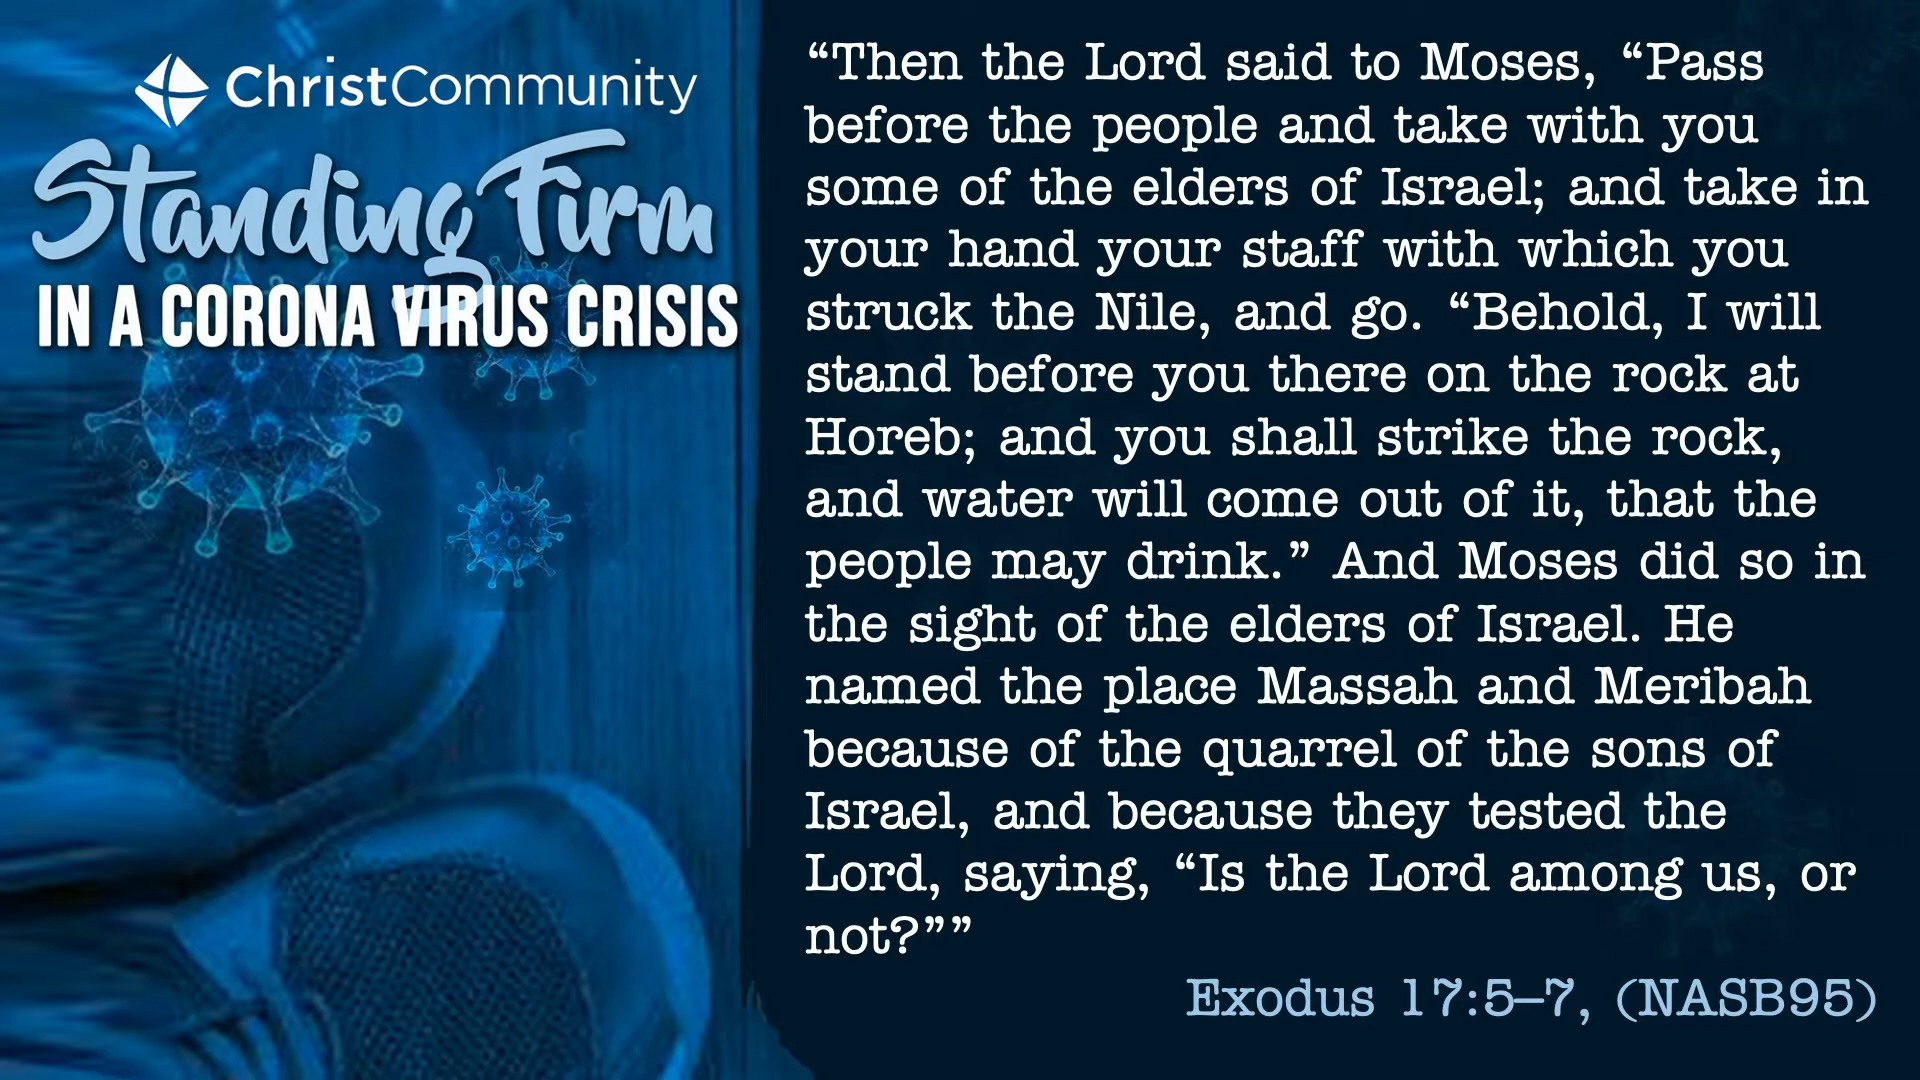 ChristCommunity
Standing Firm
IN A CORONA VIRUS CRISIS
“Then the Lord said to Moses, “Pass
before the people and take with you
some of the elders of Israel; and take in
your hand your staff with which you
struck the Nile, and go. “Behold, I will
stand before you there on the rock at
Horeb; and you shall strike the rock,
and water will come out of it, that the
people may drink.” And Moses did so in
the sight of the elders of Israel. He
named the place Massah and Meribah
because of the quarrel of the sons of
Israel, and because they tested the
Lord, saying, “Is the Lord among us, or
not?””
Exodus 17:5–7, (NASB95)